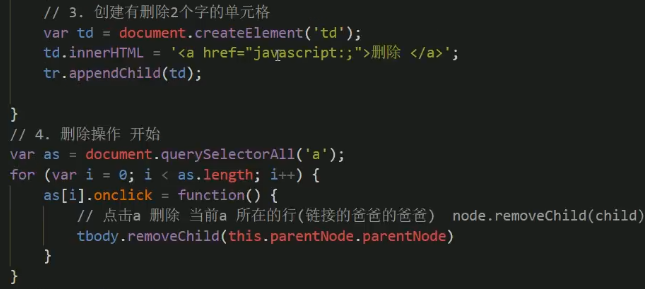 // 3. 创建有删除2个字的单元格
var td = document.createElement('td');
td.innerHTML = '<a href="javascript:;">删除 </a>';
tr.appendChild(td);
}
// 4. 删除操作 开始
var as = document.querySelectorAll('a');
for (var i = 0; i < as.length; i++) {
as[i].onclick = function() {
// 点击a 删除 当前a 所在的行(链接的爸爸的爸爸)  node.removeChild(child)
tbody.removeChild(this.parentNode.parentNode)
}
}